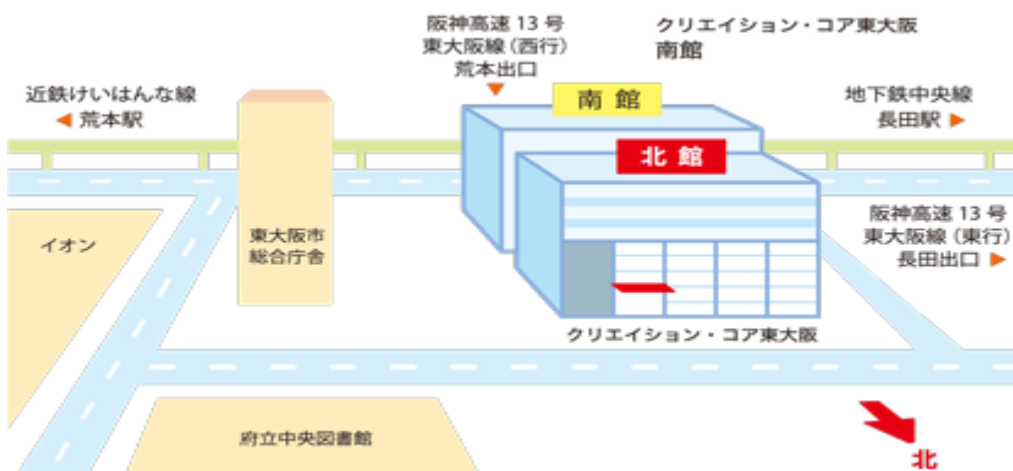 阪神高速 13 号
東大阪線（西行）
荒本出口
クリエイション・コア東大阪
南館
近鉄けいはんな線
荒本駅
南館
地下鉄中央線
長田駅
北館
阪神高速 13 号
東大阪線（東行）
長田出口
イオン
東大阪市
総合庁舎
クリエイション・コア東大阪
府立中央図書館
北